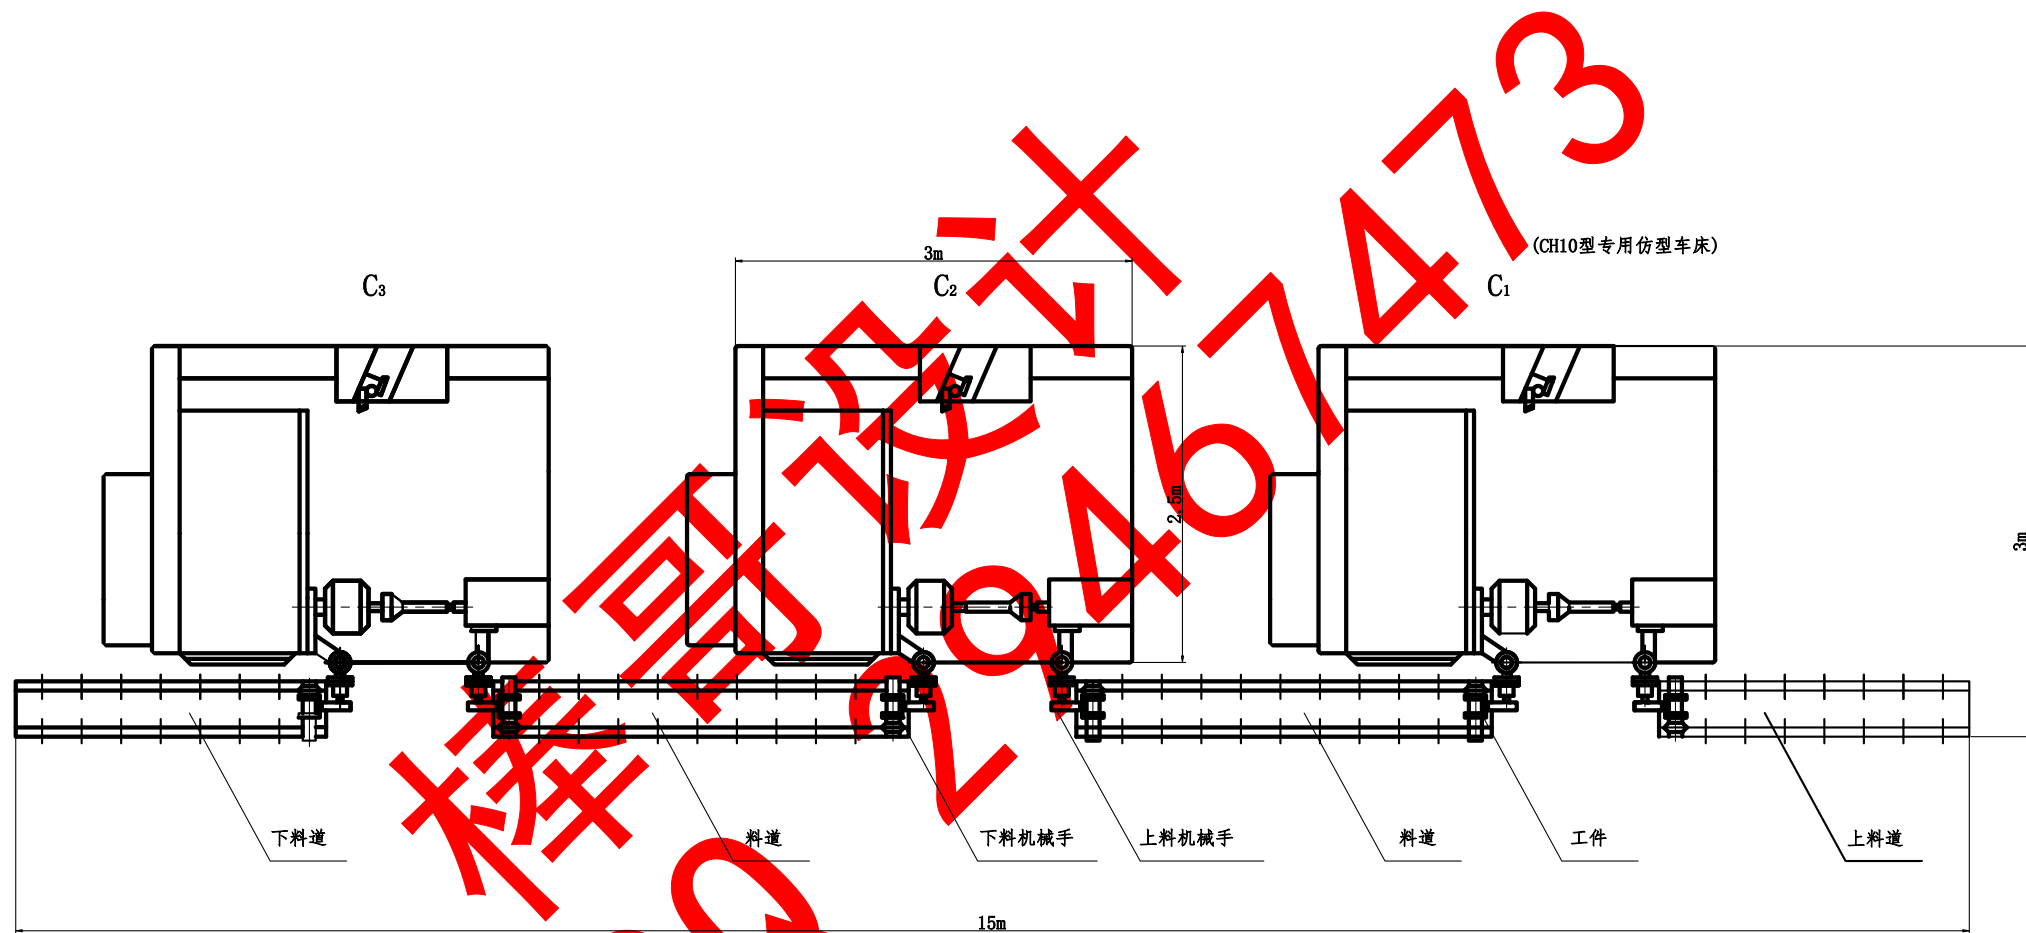 (CH10型专用仿型车床)
3m
C3
C2
C1
2.5m
3m
下料道
料道
下料机械手
上料机械手
料道
工件
上料道
15m
棒哥设计
29467473